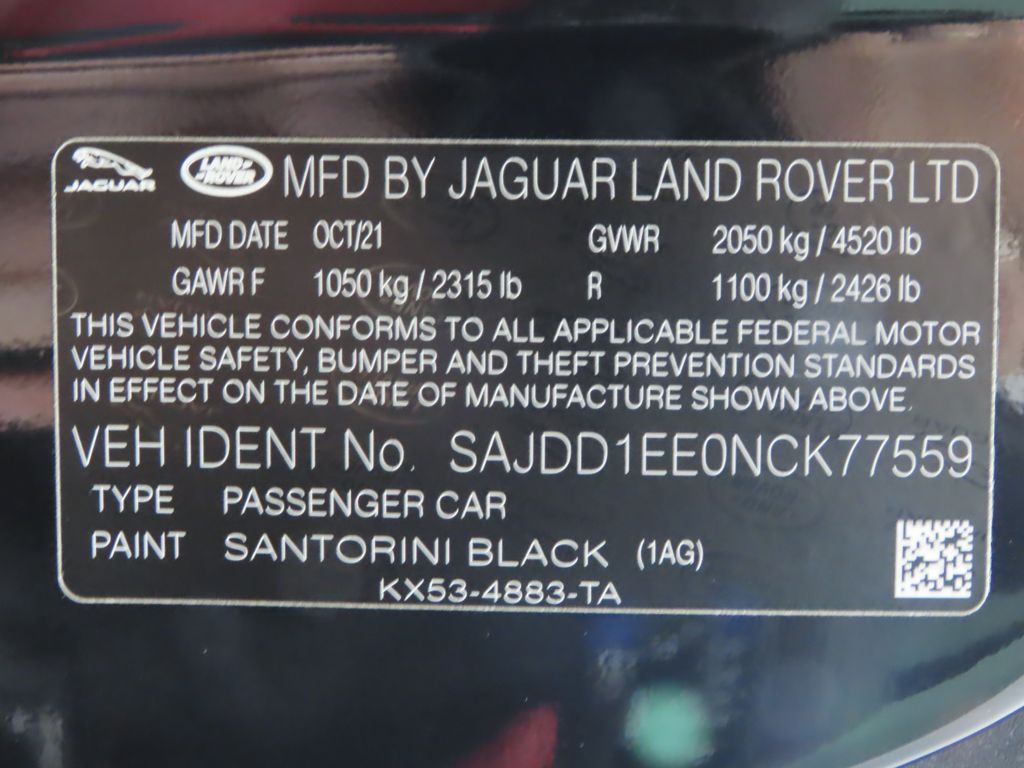 JAGUAR LAND ROVER MFD BY JAGUAR LAND ROVER LTD
MFD DATE OCT/21 GVWR 2050 kg / 4520 lb
GAWR F 1050 kg / 2315 lb R 1100 kg / 2426 lb
THIS VEHICLE CONFORMS TO ALL APPLICABLE FEDERAL MOTOR
VEHICLE SAFETY, BUMPER AND THEFT PREVENTION STANDARDS
IN EFFECT ON THE DATE OF MANUFACTURE SHOWN ABOVE.
VEH IDENT No. SAJDD1EE0NCK77559
TYPE PASSENGER CAR
PAINT SANTORINI BLACK (1AG)
KX53-4883-TA